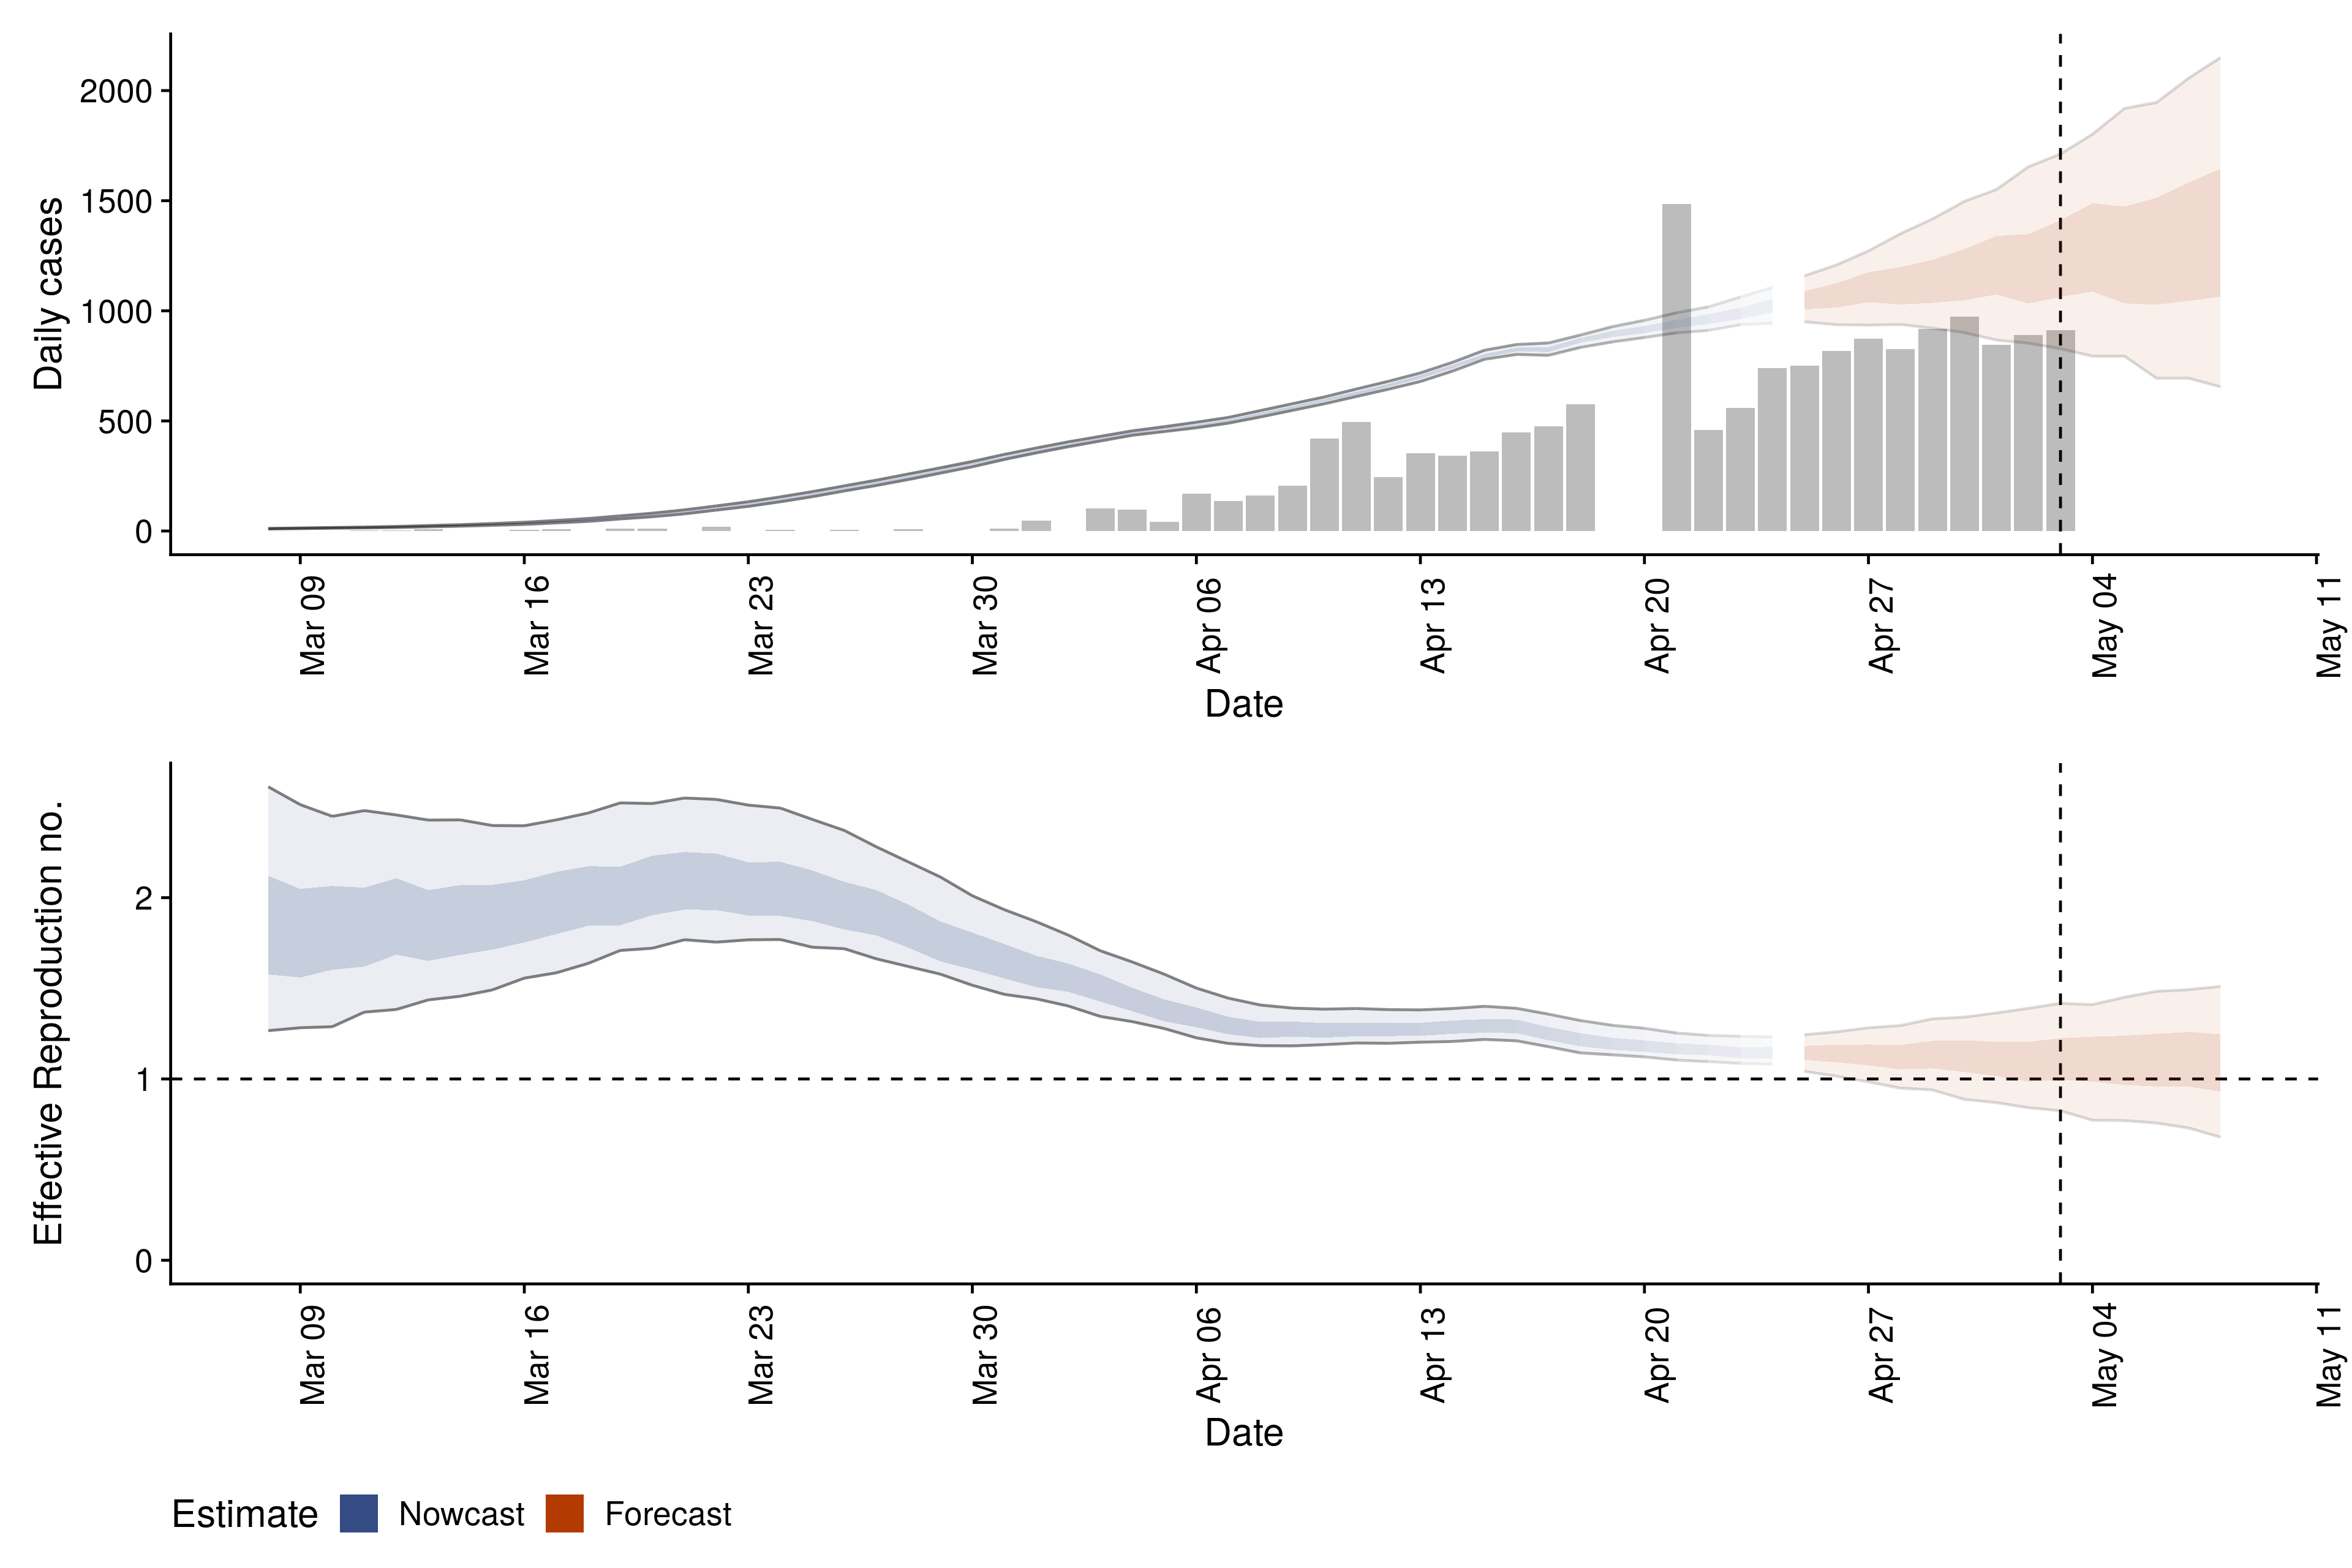 Daily cases
2000
1500
1000
500
0
Mar 09 Mar 16 Mar 23 Mar 30 Apr 06 Apr 13 Apr 20 Apr 27 May 04 May 11
Date
Effective Reproduction no.
2
1
0
Mar 09 Mar 16 Mar 23 Mar 30 Apr 06 Apr 13 Apr 20 Apr 27 May 04 May 11
Date
Estimate Nowcast Forecast